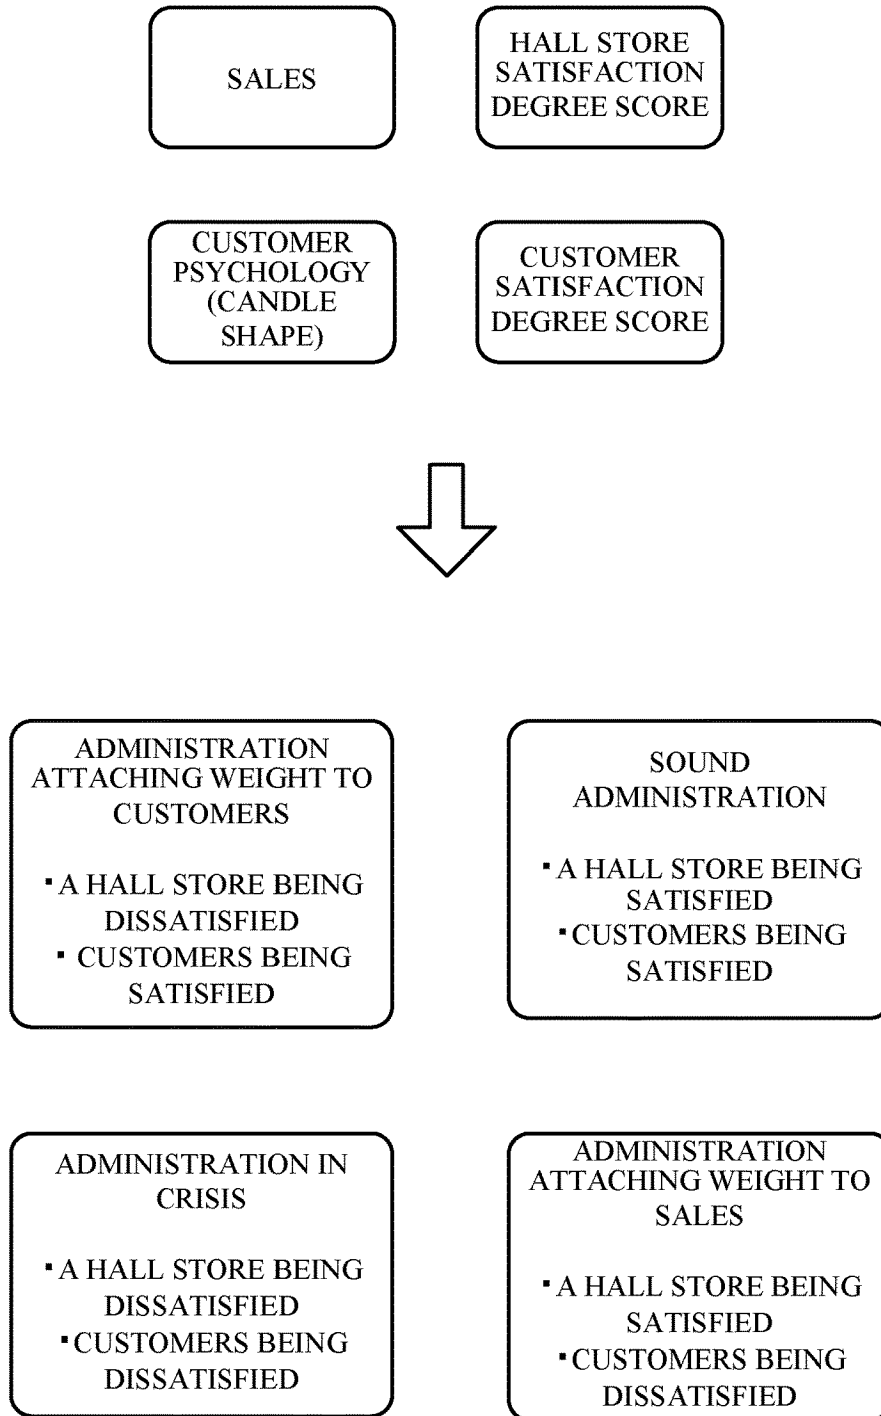 SALES
HALL STORE
SATISFACTION
DEGREE SCORE
CUSTOMER
PSYCHOLOGY
(CANDLE
SHAPE)
CUSTOMER
SATISFACTION
DEGREE SCORE
ADMINISTRATION
ATTACHING WEIGHT TO
CUSTOMERS
▪ A HALL STORE BEING
DISSATISFIED
▪ CUSTOMERS BEING
SATISFIED
SOUND
ADMINISTRATION
▪ A HALL STORE BEING
SATISFIED
▪ CUSTOMERS BEING
SATISFIED
ADMINISTRATION IN
CRISIS
▪ A HALL STORE BEING
DISSATISFIED
▪ CUSTOMERS BEING
DISSATISFIED
ADMINISTRATION
ATTACHING WEIGHT TO
SALES
▪ A HALL STORE BEING
SATISFIED
▪ CUSTOMERS BEING
DISSATISFIED